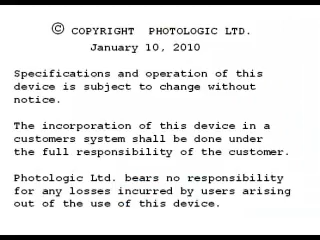 © COPYRIGHT PHOTOLOGIC LTD.
January 10, 2010
Specifications and operation of this
device is subject to change without
notice.
The incorporation of this device in a
customers system shall be done under
the full responsibility of the customer.
Photologic Ltd. bears no responsibility
for any losses incurred by users arising
out of the use of this device.